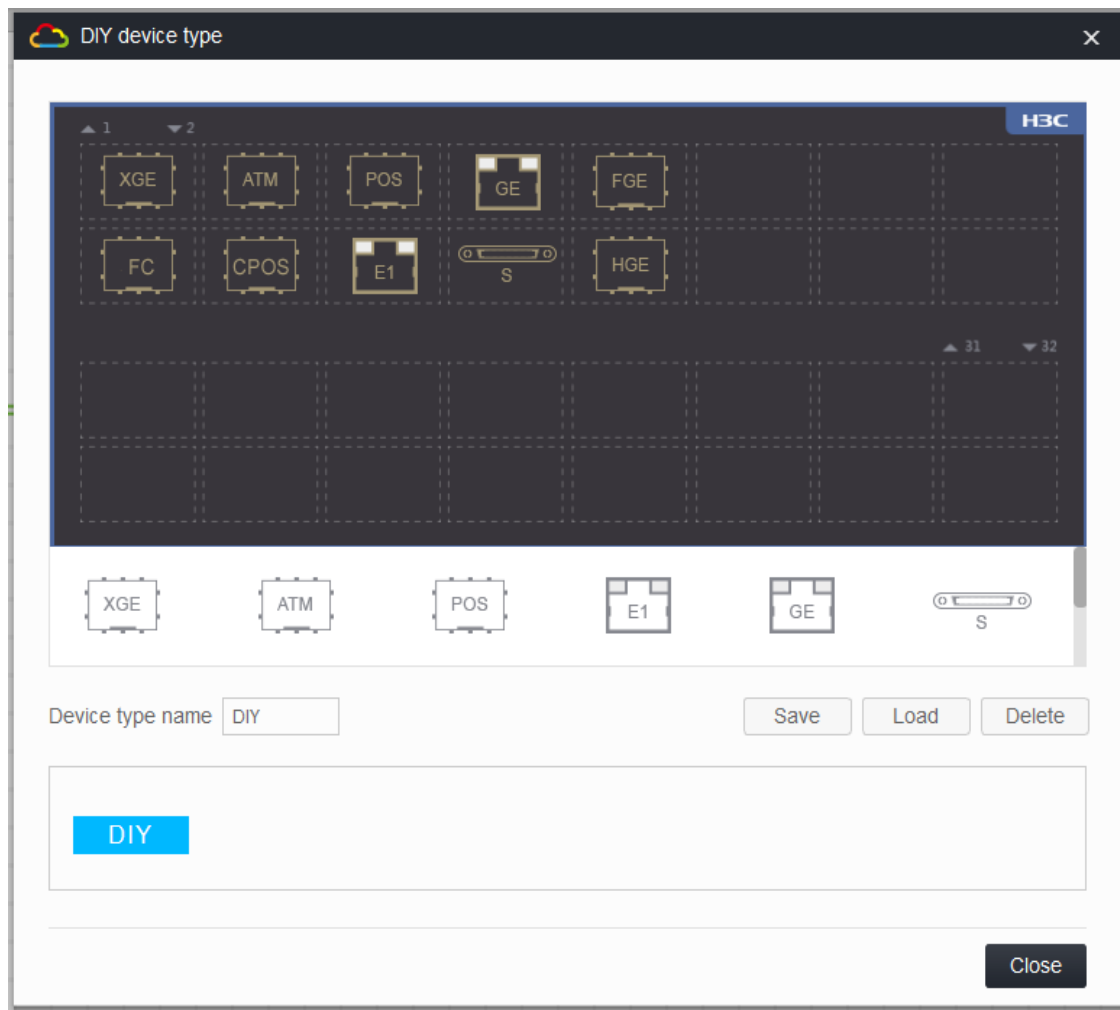 DIY device type
H3C
1 2
XGE ATM POS GE FGE
FC CPOS E1 S HGE
31 32
XGE ATM POS E1 GE S
Device type name DIY Save Load Delete
DIY
Close